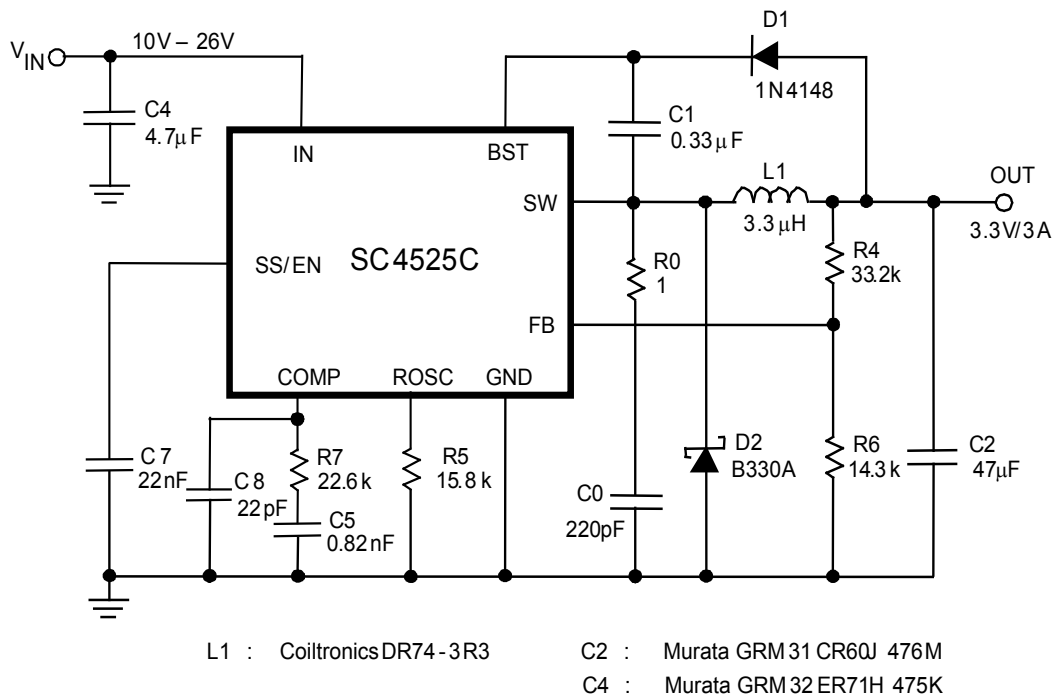 D1
V_IN
10V – 26V
1N4148
C4
4.7µF
C1
0.33µF
IN
BST
L1
OUT
SW
3.3µH
3.3V/3A
SS/EN
SC4525C
R0
1
R4
33.2k
FB
COMP
ROSC
GND
C7
22nF
C8
22pF
R7
22.6k
R5
15.8k
D2
B330A
R6
14.3k
C2
47µF
C5
0.82nF
C0
220pF
L1 : Coiltronics DR74-3R3
C2 : Murata GRM31CR60J 476M
C4 : Murata GRM32ER71H 475K